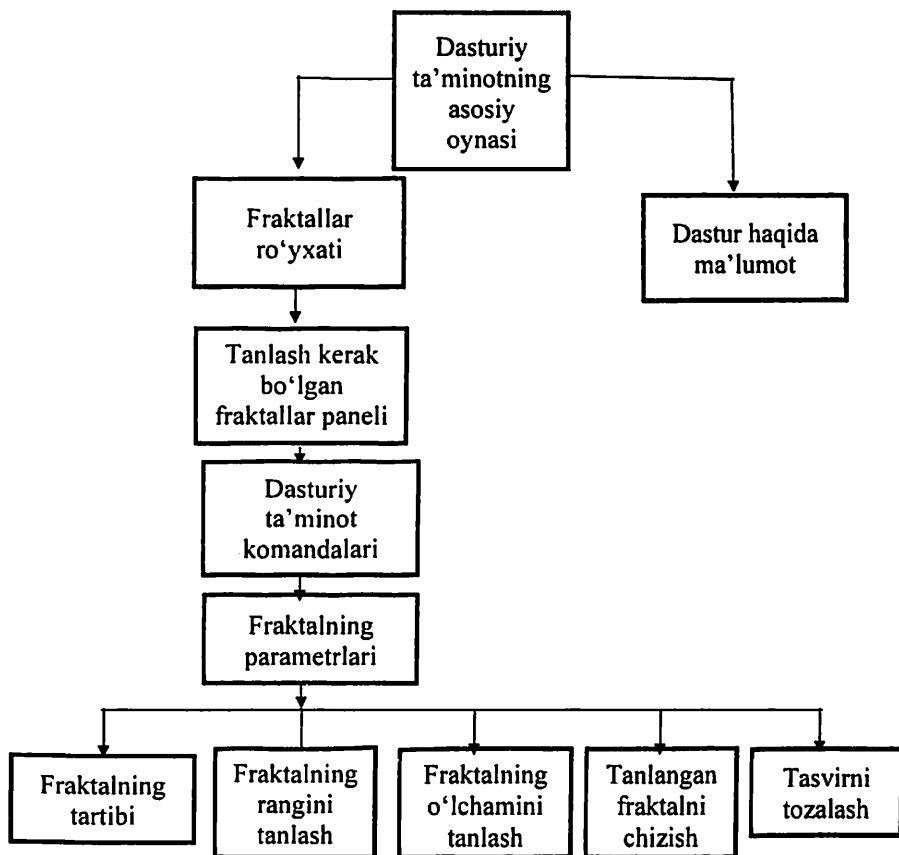 Dasturiy
ta’minotning
asosiy
oynasi
Fraktallar
ro‘yxati
Dastur haqida
ma’lumot
Tanlash kerak
bo‘lgan
fraktallar paneli
Dasturiy
ta’minot
komandalari
Fraktalning
parametrlari
Fraktalning
tartibi
Fraktalning
rangini
tanlash
Fraktalning
o‘lchamini
tanlash
Tanlangan
fraktalni
chizish
Tasvirni
tozalash